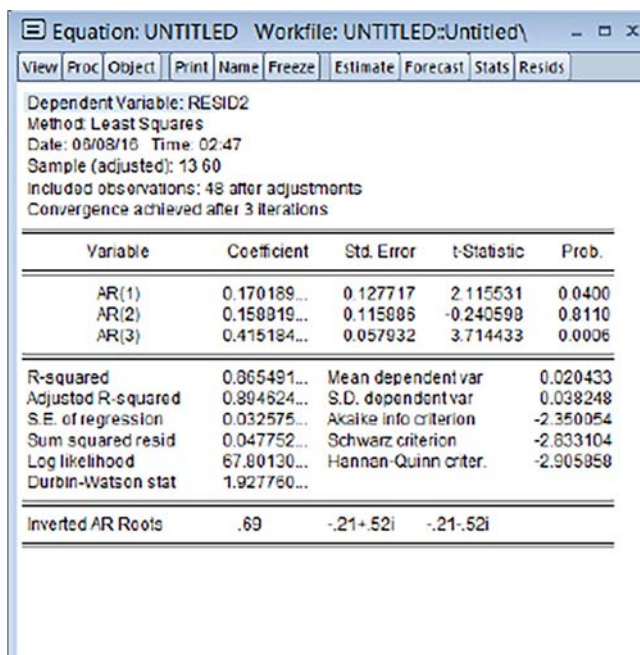 Equation: UNTITLED Workfile: UNTITLED::Untitled\
View Proc Object Print Name Freeze Estimate Forecast Stats Resids
Dependent Variable: RESID2
Method: Least Squares
Date: 06/08/16 Time: 02:47
Sample (adjusted): 13 60
Included observations: 48 after adjustments
Convergence achieved after 3 iterations
Variable Coefficient Std. Error t-Statistic Prob.
AR(1) 0.170189... 0.127717 2.115531 0.0400
AR(2) 0.158819... 0.115886 -0.240598 0.8110
AR(3) 0.415184... 0.057932 3.714433 0.0006
R-squared 0.865491... Mean dependent var 0.020433
Adjusted R-squared 0.894624... S.D. dependent var 0.038248
S.E. of regression 0.032575... Akaike info criterion -2.350054
Sum squared resid 0.047752... Schwarz criterion -2.833104
Log likelihood 67.80130... Hannan-Quinn criter. -2.905858
Durbin-Watson stat 1.927760...
Inverted AR Roots .69 -.21+.52i -.21-.52i